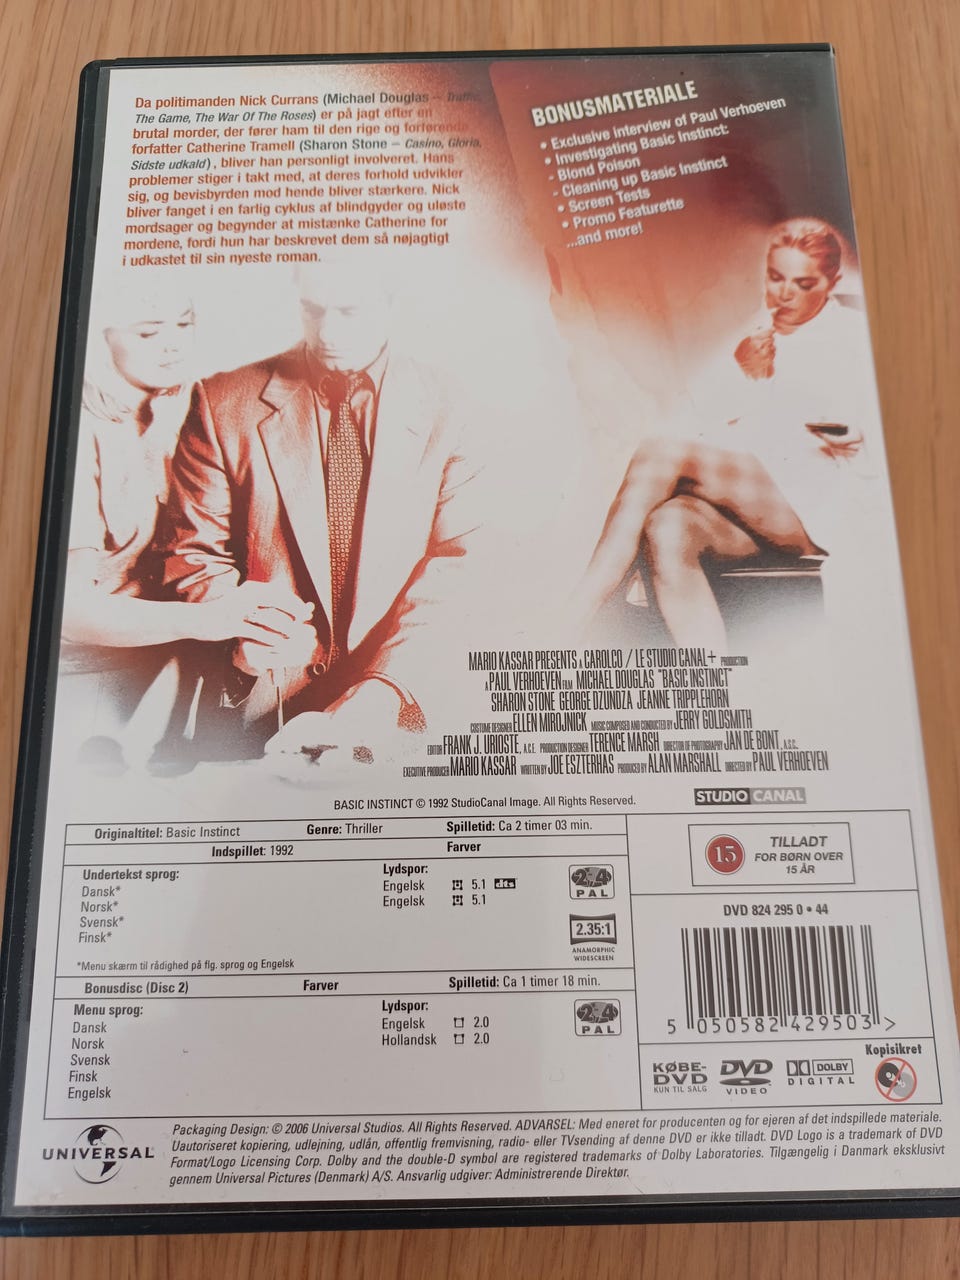 Da politimanden Nick Currans (Michael Douglas – Traffic,
The Game, The War Of The Roses) er på jagt efter en
brutal morder, der fører ham til den rige og forførende
forfatter Catherine Tramell (Sharon Stone – Casino, Gloria,
Sidste udkald), bliver han personligt involveret. Hans
problemer stiger i takt med, at deres forhold udvikler
sig, og bevisbyrden mod hende bliver stærkere. Nick
bliver fanget i en farlig cyklus af blindgyder og uløste
mordsager og begynder at mistænke Catherine for
mordene, fordi hun har beskrevet dem så nøjagtigt
i udkastet til sin nyeste roman.
BONUSMATERIALE
• Exclusive interview of Paul Verhoeven
• Investigating Basic Instinct:
- Blond Poison
- Cleaning up Basic Instinct
• Screen Tests
• Promo Featurette
...and more!
MARIO KASSAR PRESENTS A CAROLCO / LE STUDIO CANAL+ PRODUCTION
A PAUL VERHOEVEN FILM MICHAEL DOUGLAS "BASIC INSTINCT"
SHARON STONE GEORGE DZUNDZA JEANNE TRIPPLEHORN
COSTUME DESIGNER ELLEN MIROJNICK MUSIC COMPOSED AND CONDUCTED BY JERRY GOLDSMITH
EDITOR FRANK J. URIOSTE, A.C.E. PRODUCTION DESIGNER TERENCE MARSH DIRECTOR OF PHOTOGRAPHY JAN DE BONT, A.S.C.
EXECUTIVE PRODUCER MARIO KASSAR WRITTEN BY JOE ESZTERHAS PRODUCED BY ALAN MARSHALL DIRECTED BY PAUL VERHOEVEN
BASIC INSTINCT © 1992 StudioCanal Image. All Rights Reserved.
STUDIO CANAL
Originaltitel: Basic Instinct Genre: Thriller Spilletid: Ca 2 timer 03 min.
Indspillet: 1992 Farver
Undertekst sprog:
Dansk*
Norsk*
Svensk*
Finsk*
*Menu skærm til rådighed på flg. sprog og Engelsk
Lydspor:
Engelsk 5.1 dts
Engelsk 5.1
2 4
PAL
2.35:1
ANAMORPHIC
WIDESCREEN
Bonusdisc (Disc 2) Farver Spilletid: Ca 1 timer 18 min.
Menu sprog:
Dansk
Norsk
Svensk
Finsk
Engelsk
Lydspor:
Engelsk 2.0
Hollandsk 2.0
2 4
PAL
15
TILLADT
FOR BØRN OVER
15 ÅR
DVD 824 295 0 • 44
5 050582 429503 >
KØBE-
DVD
KUN TIL SALG
DVD
VIDEO
DOLBY
DIGITAL
Kopisikret
UNIVERSAL
Packaging Design: © 2006 Universal Studios. All Rights Reserved. ADVARSEL: Med eneret for producenten og for ejeren af det indspillede materiale.
Uautoriseret kopiering, udlejning, udlån, offentlig fremvisning, radio- eller TVsending af denne DVD er ikke tilladt. DVD Logo is a trademark of DVD
Format/Logo Licensing Corp. Dolby and the double-D symbol are registered trademarks of Dolby Laboratories. Tilgængelig i Danmark eksklusivt
gennem Universal Pictures (Denmark) A/S. Ansvarlig udgiver: Administrerende Direktør.